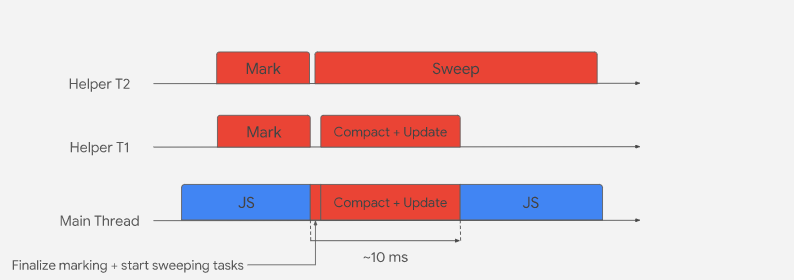 Helper T2
Mark
Sweep
Helper T1
Mark
Compact + Update
Main Thread
JS
Compact + Update
JS
~10 ms
Finalize marking + start sweeping tasks